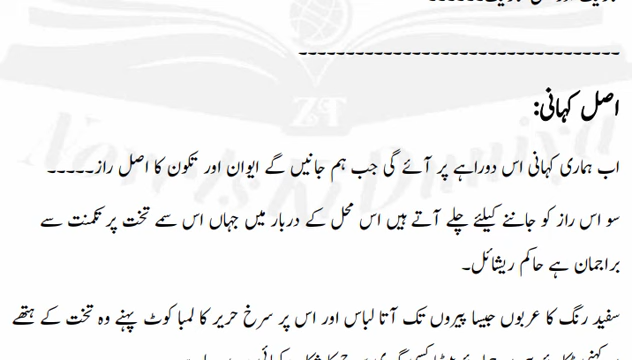 اصل کہانی:
اب ہماری کہانی اس دوراہے پر آئے گی جب ہم جانیں گے ایوان اور تکون کا اصل راز۔۔۔۔۔
سو اس راز کو جاننے کیلئے چلے آتے ہیں اس محل کے دربار میں جہاں اس سمے تخت پر تمکنت سے
براجمان ہے حاکم ریشائل۔
سفید رنگ کا عربوں جیسا پیروں تک آتا لباس اور اس پر سرخ حریر کا لمبا کوٹ پہنے وہ تخت کے ہتھے
Z
T
Novels Ki Duniya